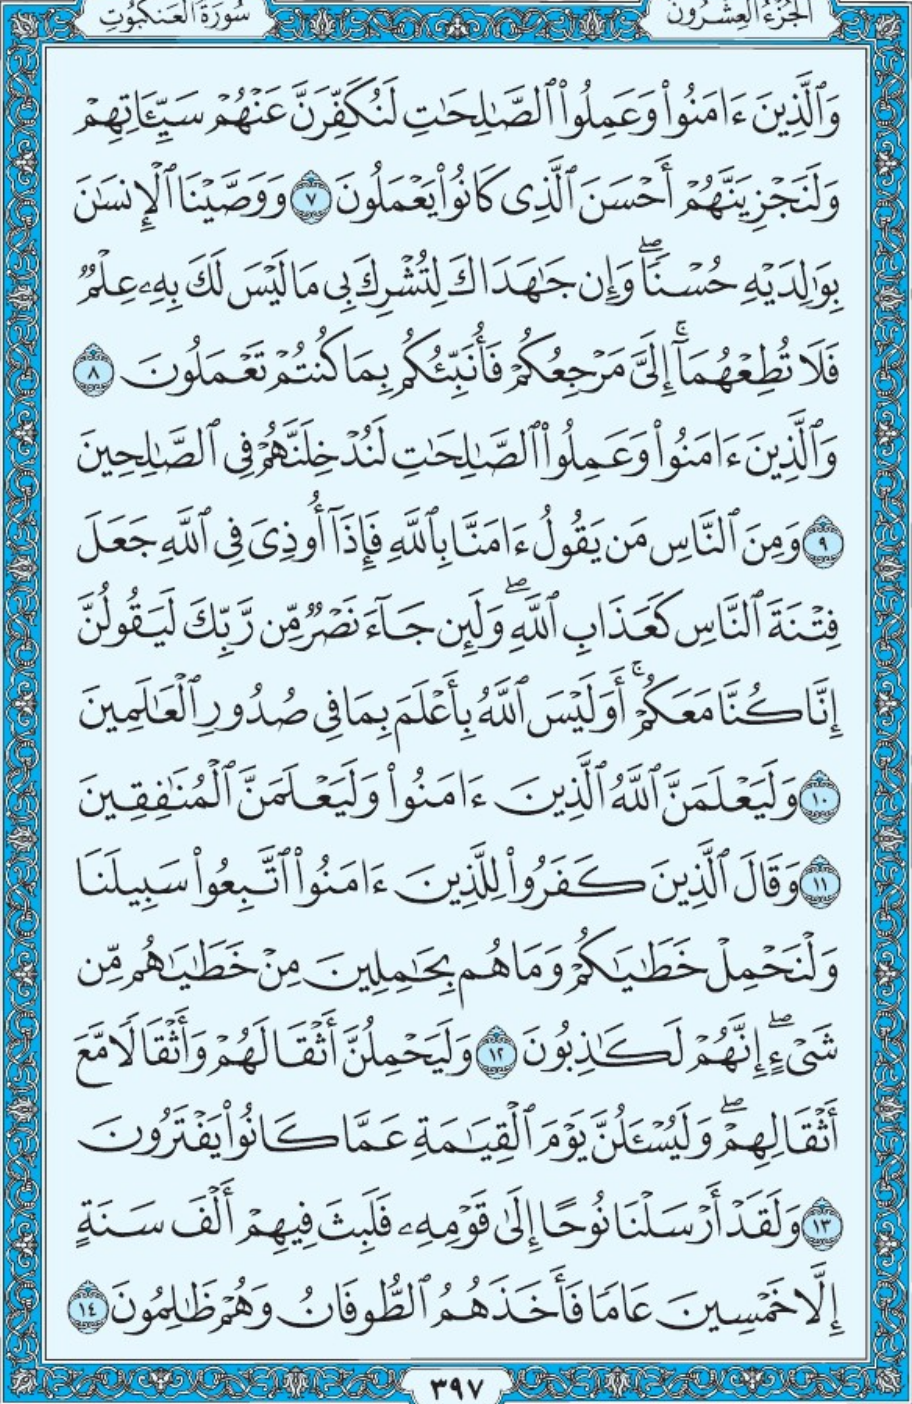 الجُزْءُ العِشْرُونَ
سُورَةُ العَنكَبُوتِ
وَٱلَّذِينَ ءَامَنُوا۟ وَعَمِلُوا۟ ٱلصَّـٰلِحَـٰتِ لَنُكَفِّرَنَّ عَنْهُمْ سَيِّـَٔاتِهِمْ
وَلَنَجْزِيَنَّهُمْ أَحْسَنَ ٱلَّذِى كَانُوا۟ يَعْمَلُونَ ٧ وَوَصَّيْنَا ٱلْإِنسَـٰنَ
بِوَٰلِدَيْهِ حُسْنًا ۖ وَإِن جَـٰهَدَاكَ لِتُشْرِكَ بِى مَا لَيْسَ لَكَ بِهِۦ عِلْمٌ
فَلَا تُطِعْهُمَآ ۚ إِلَىَّ مَرْجِعُكُمْ فَأُنَبِّئُكُم بِمَا كُنتُمْ تَعْمَلُونَ ٨
وَٱلَّذِينَ ءَامَنُوا۟ وَعَمِلُوا۟ ٱلصَّـٰلِحَـٰتِ لَنُدْخِلَنَّهُمْ فِى ٱلصَّـٰلِحِينَ
٩ وَمِنَ ٱلنَّاسِ مَن يَقُولُ ءَامَنَّا بِٱللَّهِ فَإِذَآ أُوذِىَ فِى ٱللَّهِ جَعَلَ
فِتْنَةَ ٱلنَّاسِ كَعَذَابِ ٱللَّهِ ۖ وَلَئِن جَآءَ نَصْرٌ مِّن رَّبِّكَ لَيَقُولُنَّ
إِنَّا كُنَّا مَعَكُمْ ۚ أَوَلَيْسَ ٱللَّهُ بِأَعْلَمَ بِمَا فِى صُدُورِ ٱلْعَـٰلَمِينَ
١٠ وَلَيَعْلَمَنَّ ٱللَّهُ ٱلَّذِينَ ءَامَنُوا۟ وَلَيَعْلَمَنَّ ٱلْمُنَـٰفِقِينَ
١١ وَقَالَ ٱلَّذِينَ كَفَرُوا۟ لِلَّذِينَ ءَامَنُوا۟ ٱتَّبِعُوا۟ سَبِيلَنَا
وَلْنَحْمِلْ خَطَـٰيَـٰكُمْ وَمَا هُم بِحَـٰمِلِينَ مِنْ خَطَـٰيَـٰهُم مِّن
شَىْءٍ ۖ إِنَّهُمْ لَكَـٰذِبُونَ ١٢ وَلَيَحْمِلُنَّ أَثْقَالَهُمْ وَأَثْقَالًا مَّعَ
أَثْقَالِهِمْ ۖ وَلَيُسْـَٔلُنَّ يَوْمَ ٱلْقِيَـٰمَةِ عَمَّا كَانُوا۟ يَفْتَرُونَ
١٣ وَلَقَدْ أَرْسَلْنَا نُوحًا إِلَىٰ قَوْمِهِۦ فَلَبِثَ فِيهِمْ أَلْفَ سَنَةٍ
إِلَّا خَمْسِينَ عَامًا فَأَخَذَهُمُ ٱلطُّوفَانُ وَهُمْ ظَـٰلِمُونَ ١٤
٣٩٧